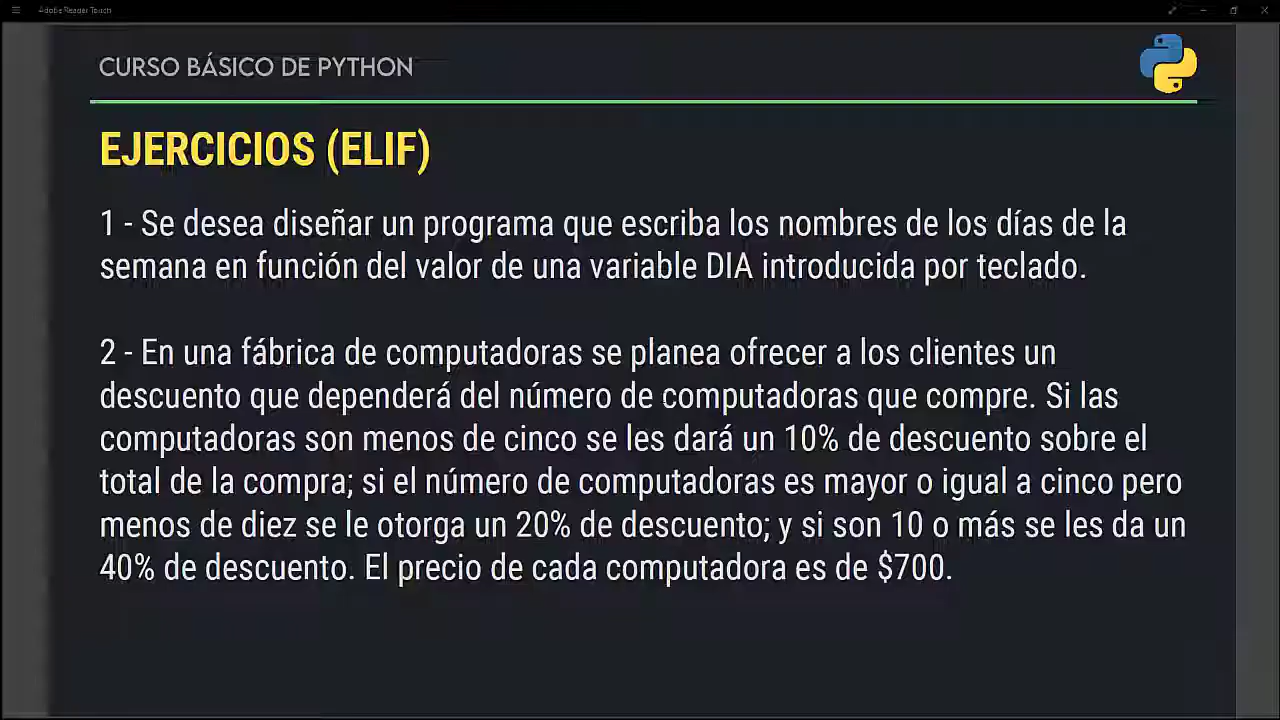 Adobe Reader Touch
CURSO BÁSICO DE PYTHON
EJERCICIOS (ELIF)
1 - Se desea diseñar un programa que escriba los nombres de los días de la
semana en función del valor de una variable DIA introducida por teclado.
2 - En una fábrica de computadoras se planea ofrecer a los clientes un
descuento que dependerá del número de computadoras que compre. Si las
computadoras son menos de cinco se les dará un 10% de descuento sobre el
total de la compra; si el número de computadoras es mayor o igual a cinco pero
menos de diez se le otorga un 20% de descuento; y si son 10 o más se les da un
40% de descuento. El precio de cada computadora es de $700.